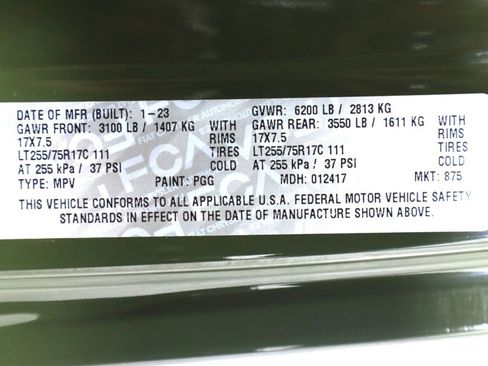 DATE OF MFR (BUILT): 1-23 GVWR: 6200 LB / 2813 KG
GAWR FRONT: 3100 LB / 1407 KG WITH GAWR REAR: 3550 LB / 1611 KG WITH
17X7.5 RIMS 17X7.5 RIMS
LT255/75R17C 111 TIRES LT255/75R17C 111 TIRES
AT 255 kPa / 37 PSI COLD AT 255 kPa / 37 PSI COLD
TYPE: MPV PAINT: PGG MDH: 012417 MKT: 875
THIS VEHICLE CONFORMS TO ALL APPLICABLE U.S.A. FEDERAL MOTOR VEHICLE SAFETY
STANDARDS IN EFFECT ON THE DATE OF MANUFACTURE SHOWN ABOVE.